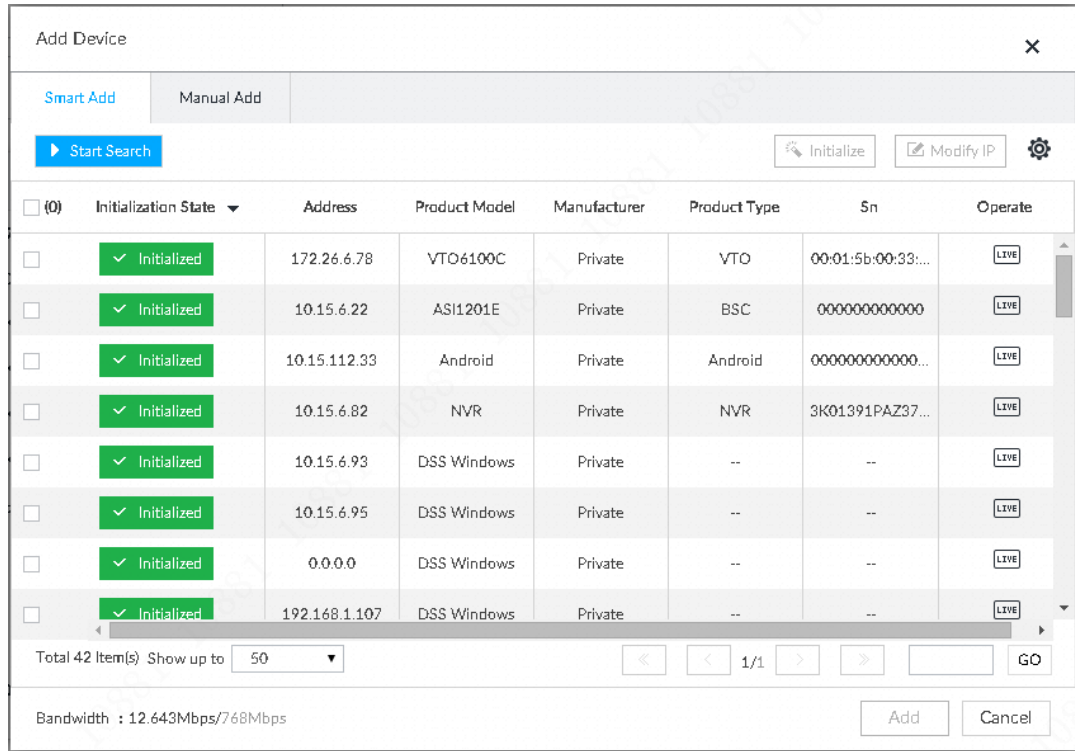 Add Device
Smart Add Manual Add
Start Search Initialize Modify IP
(0) Initialization State Address Product Model Manufacturer Product Type Sn Operate
Initialized 172.26.6.78 VTO6100C Private VTO 00:01:5b:00:33:... LIVE
Initialized 10.15.6.22 ASI1201E Private BSC 000000000000 LIVE
Initialized 10.15.112.33 Android Private Android 000000000000... LIVE
Initialized 10.15.6.82 NVR Private NVR 3K01391PAZ37... LIVE
Initialized 10.15.6.93 DSS Windows Private -- -- LIVE
Initialized 10.15.6.95 DSS Windows Private -- -- LIVE
Initialized 0.0.0.0 DSS Windows Private -- -- LIVE
Initialized 192.168.1.107 DSS Windows Private -- -- LIVE
Total 42 Item(s) Show up to 50 1/1 GO
Bandwidth : 12.643Mbps/768Mbps Add Cancel